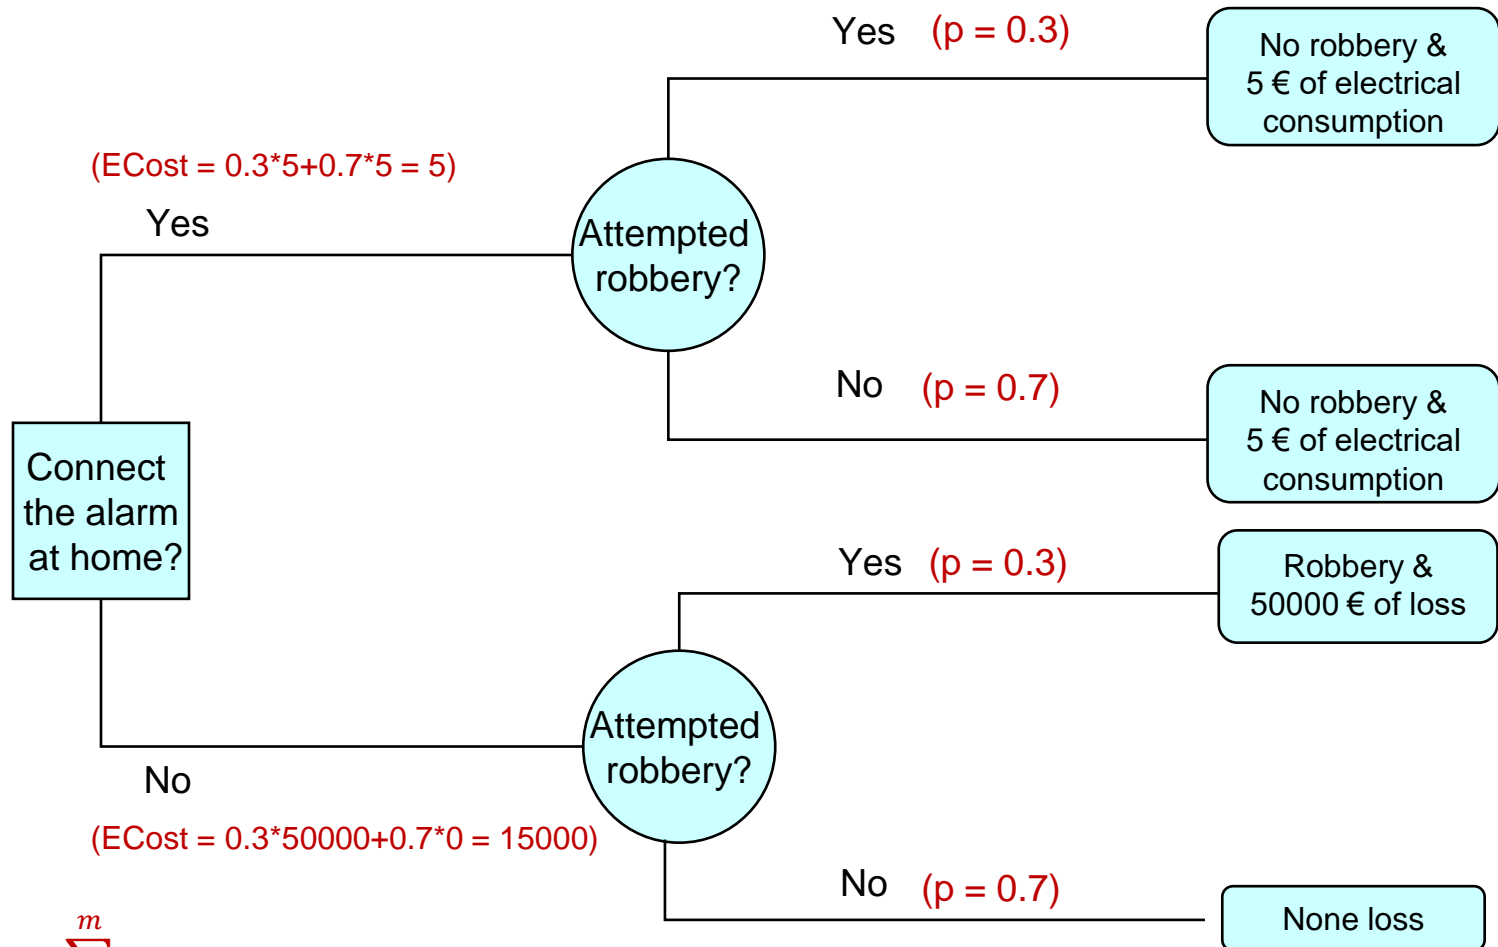 Yes (p = 0.3)
No robbery &
5 € of electrical
consumption
(ECost = 0.3*5+0.7*5 = 5)
Yes
Attempted
robbery?
No (p = 0.7)
No robbery &
5 € of electrical
consumption
Connect
the alarm
at home?
Yes (p = 0.3)
Robbery &
50000 € of loss
Attempted
robbery?
No
(ECost = 0.3*50000+0.7*0 = 15000)
No (p = 0.7)
None loss
m
∑